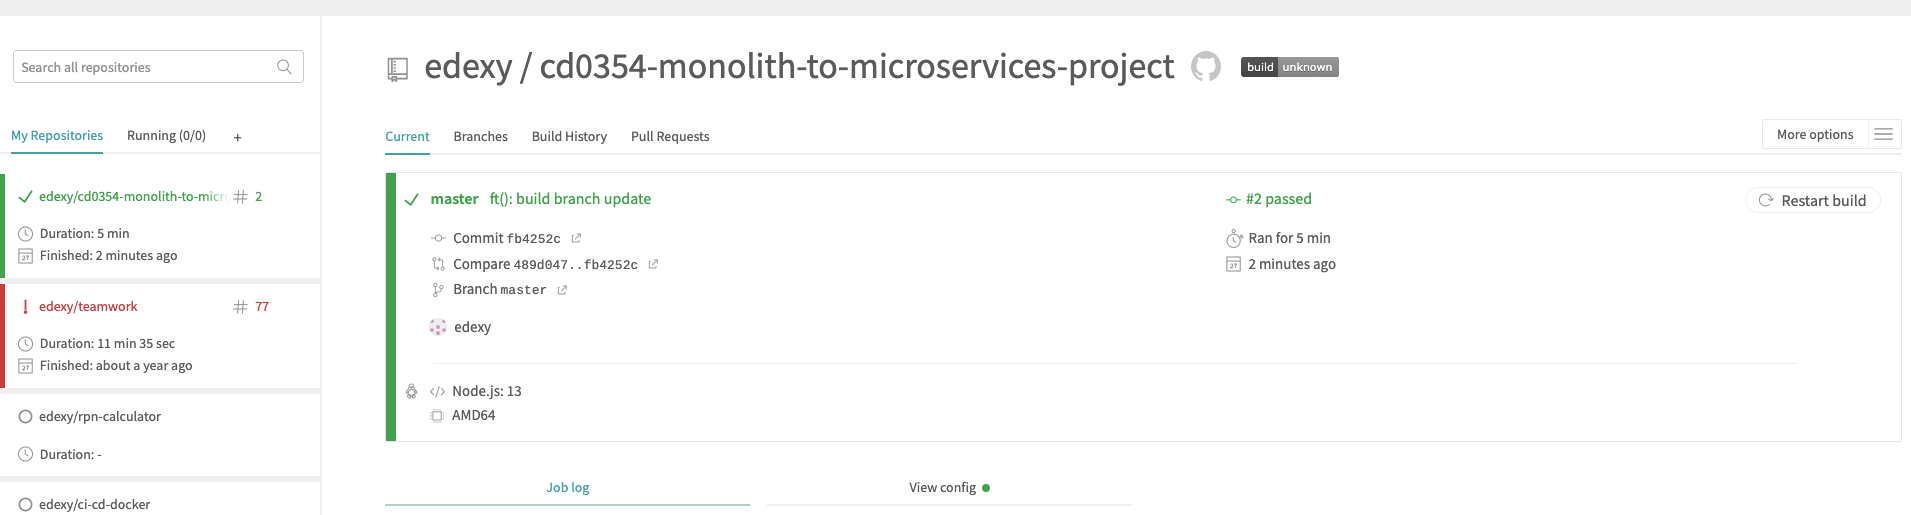 Search all repositories
My Repositories Running (0/0) +
edexy/cd0354-monolith-to-micr # 2
Duration: 5 min
Finished: 2 minutes ago
! edexy/teamwork # 77
Duration: 11 min 35 sec
Finished: about a year ago
edexy/rpn-calculator
Duration: -
edexy/ci-cd-docker
edexy / cd0354-monolith-to-microservices-project build unknown
Current Branches Build History Pull Requests More options
master ft(): build branch update #2 passed Restart build
Commit fb4252c Ran for 5 min
Compare 489d047..fb4252c 2 minutes ago
Branch master
edexy
</> Node.js: 13
AMD64
Job log View config